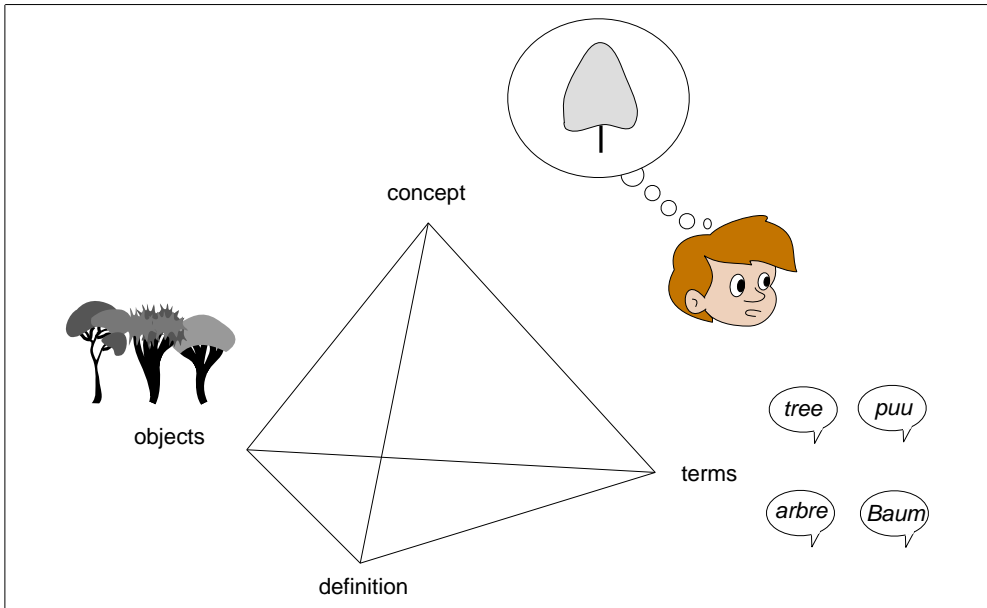 concept
objects
tree
puu
terms
arbre
Baum
definition